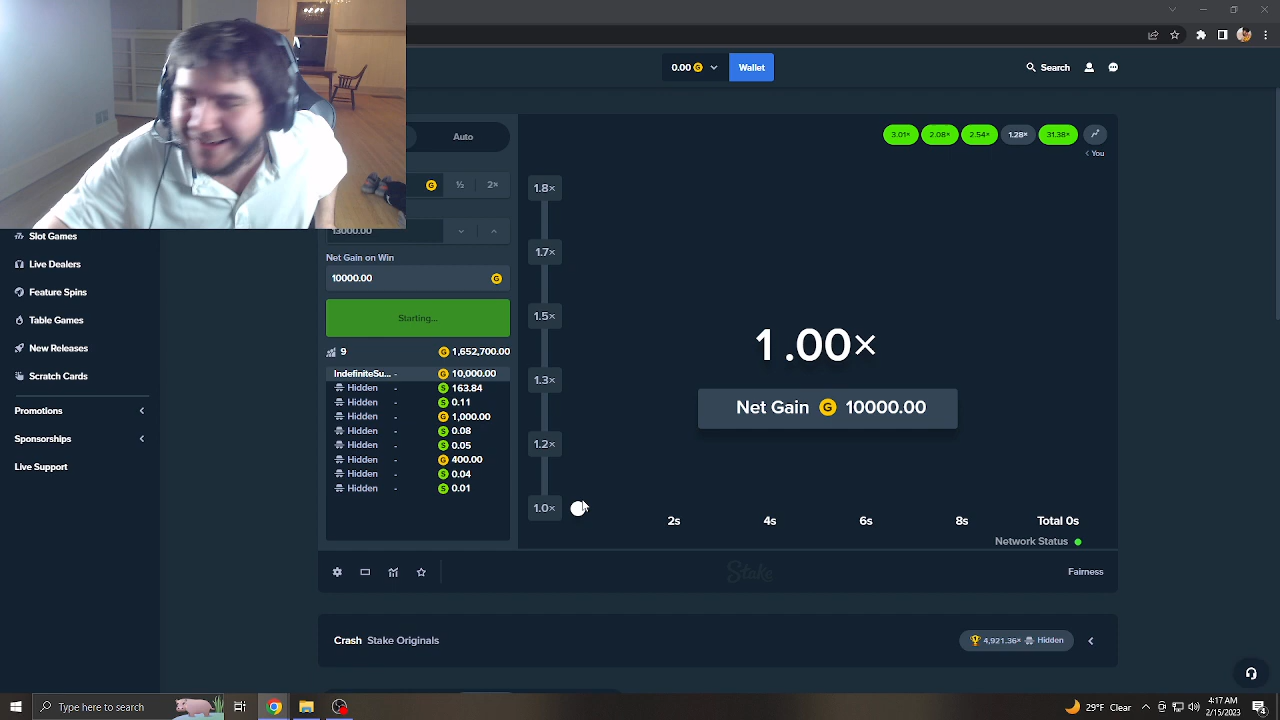 0.00
Wallet
Search
Auto
3.01×
2.08×
2.54×
1.28×
31.38×
You
½
2×
13000.00
Net Gain on Win
10000.00
Starting...
9
1,652,700.00
IndefiniteSu... - 10,000.00
Hidden - 163.84
Hidden - 0.11
Hidden - 1,000.00
Hidden - 0.08
Hidden - 0.05
Hidden - 400.00
Hidden - 0.04
Hidden - 0.01
Slot Games
Live Dealers
Feature Spins
Table Games
New Releases
Scratch Cards
Promotions
Sponsorships
Live Support
1.8×
1.7×
1.5×
1.3×
1.2×
1.0×
1.00×
Net Gain 10000.00
2s
4s
6s
8s
Total 0s
Network Status
Stake
Fairness
Crash Stake Originals
4,921.36× Hidden
Type here to search
29°F Clear
4:17 AM
2/15/2023